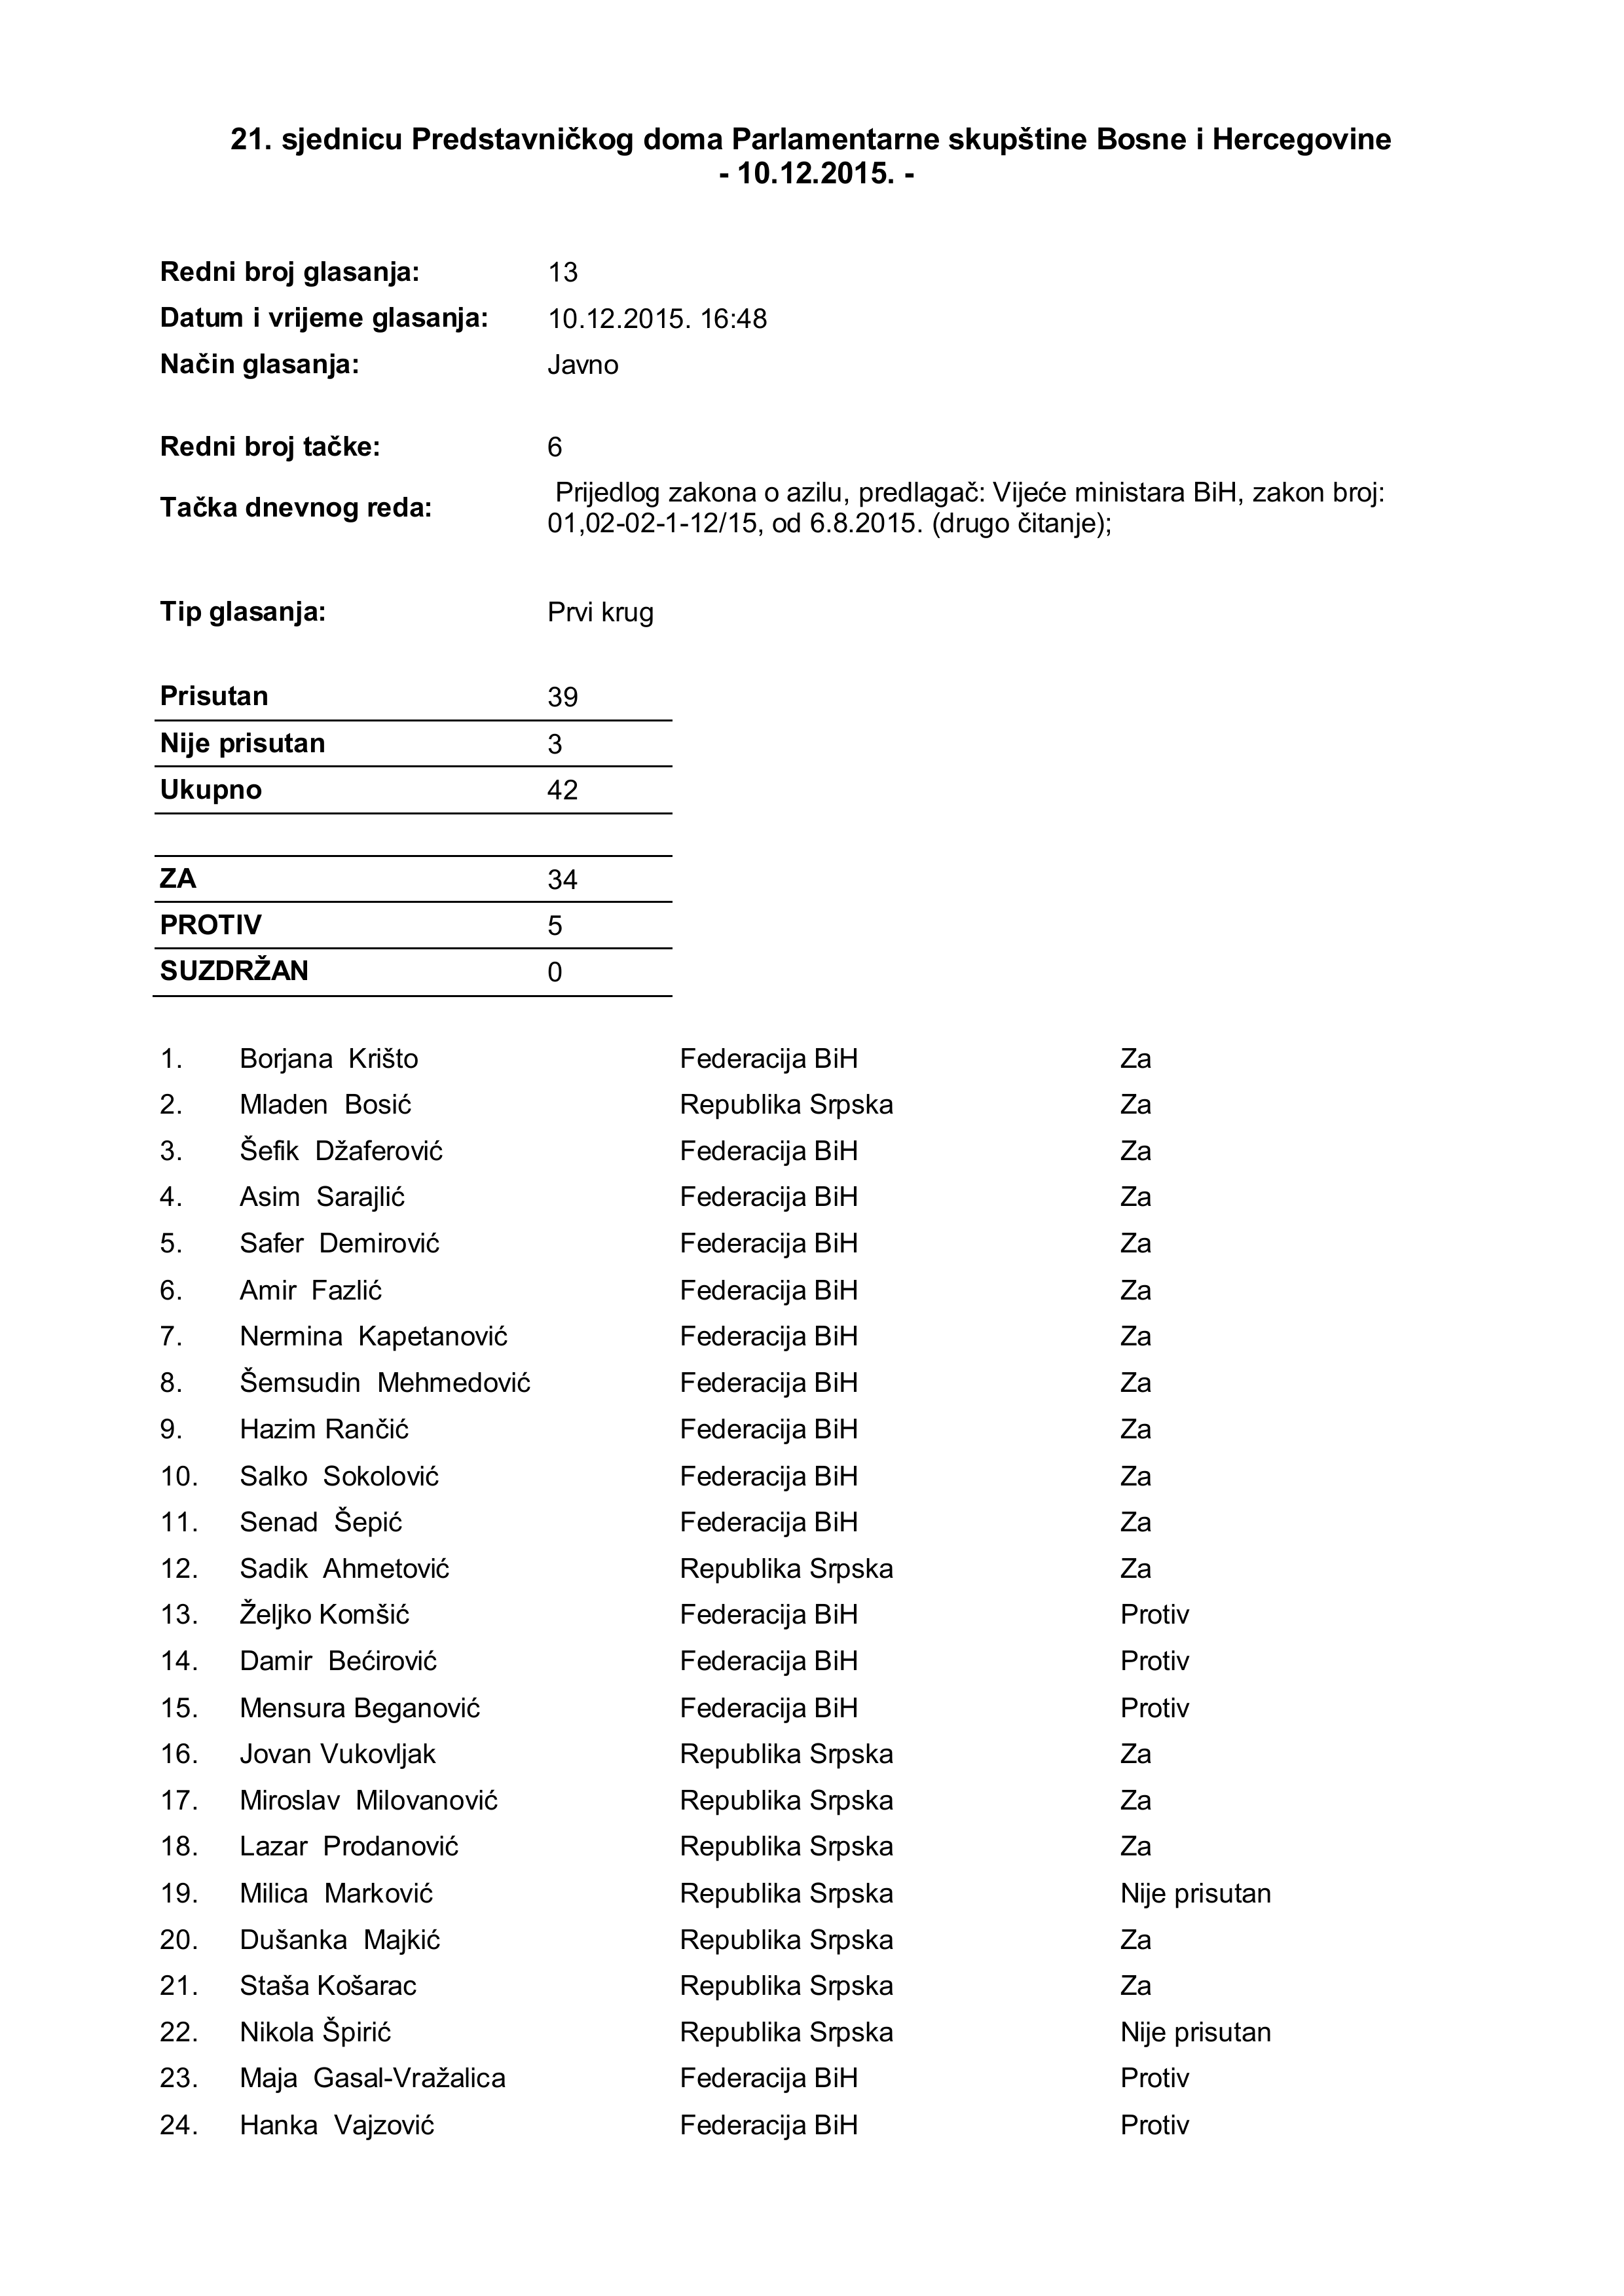 21. sjednicu Predstavničkog doma Parlamentarne skupštine Bosne i Hercegovine
- 10.12.2015. -
Redni broj glasanja: 13
Datum i vrijeme glasanja: 10.12.2015. 16:48
Način glasanja: Javno
Redni broj tačke: 6
Tačka dnevnog reda: Prijedlog zakona o azilu, predlagač: Vijeće ministara BiH, zakon broj:
01,02-02-1-12/15, od 6.8.2015. (drugo čitanje);
Tip glasanja: Prvi krug
Prisutan 39
Nije prisutan 3
Ukupno 42
ZA 34
PROTIV 5
SUZDRŽAN 0
1. Borjana Krišto Federacija BiH Za
2. Mladen Bosić Republika Srpska Za
3. Šefik Džaferović Federacija BiH Za
4. Asim Sarajlić Federacija BiH Za
5. Safer Demirović Federacija BiH Za
6. Amir Fazlić Federacija BiH Za
7. Nermina Kapetanović Federacija BiH Za
8. Šemsudin Mehmedović Federacija BiH Za
9. Hazim Rančić Federacija BiH Za
10. Salko Sokolović Federacija BiH Za
11. Senad Šepić Federacija BiH Za
12. Sadik Ahmetović Republika Srpska Za
13. Željko Komšić Federacija BiH Protiv
14. Damir Bećirović Federacija BiH Protiv
15. Mensura Beganović Federacija BiH Protiv
16. Jovan Vukovljak Republika Srpska Za
17. Miroslav Milovanović Republika Srpska Za
18. Lazar Prodanović Republika Srpska Za
19. Milica Marković Republika Srpska Nije prisutan
20. Dušanka Majkić Republika Srpska Za
21. Staša Košarac Republika Srpska Za
22. Nikola Špirić Republika Srpska Nije prisutan
23. Maja Gasal-Vražalica Federacija BiH Protiv
24. Hanka Vajzović Federacija BiH Protiv